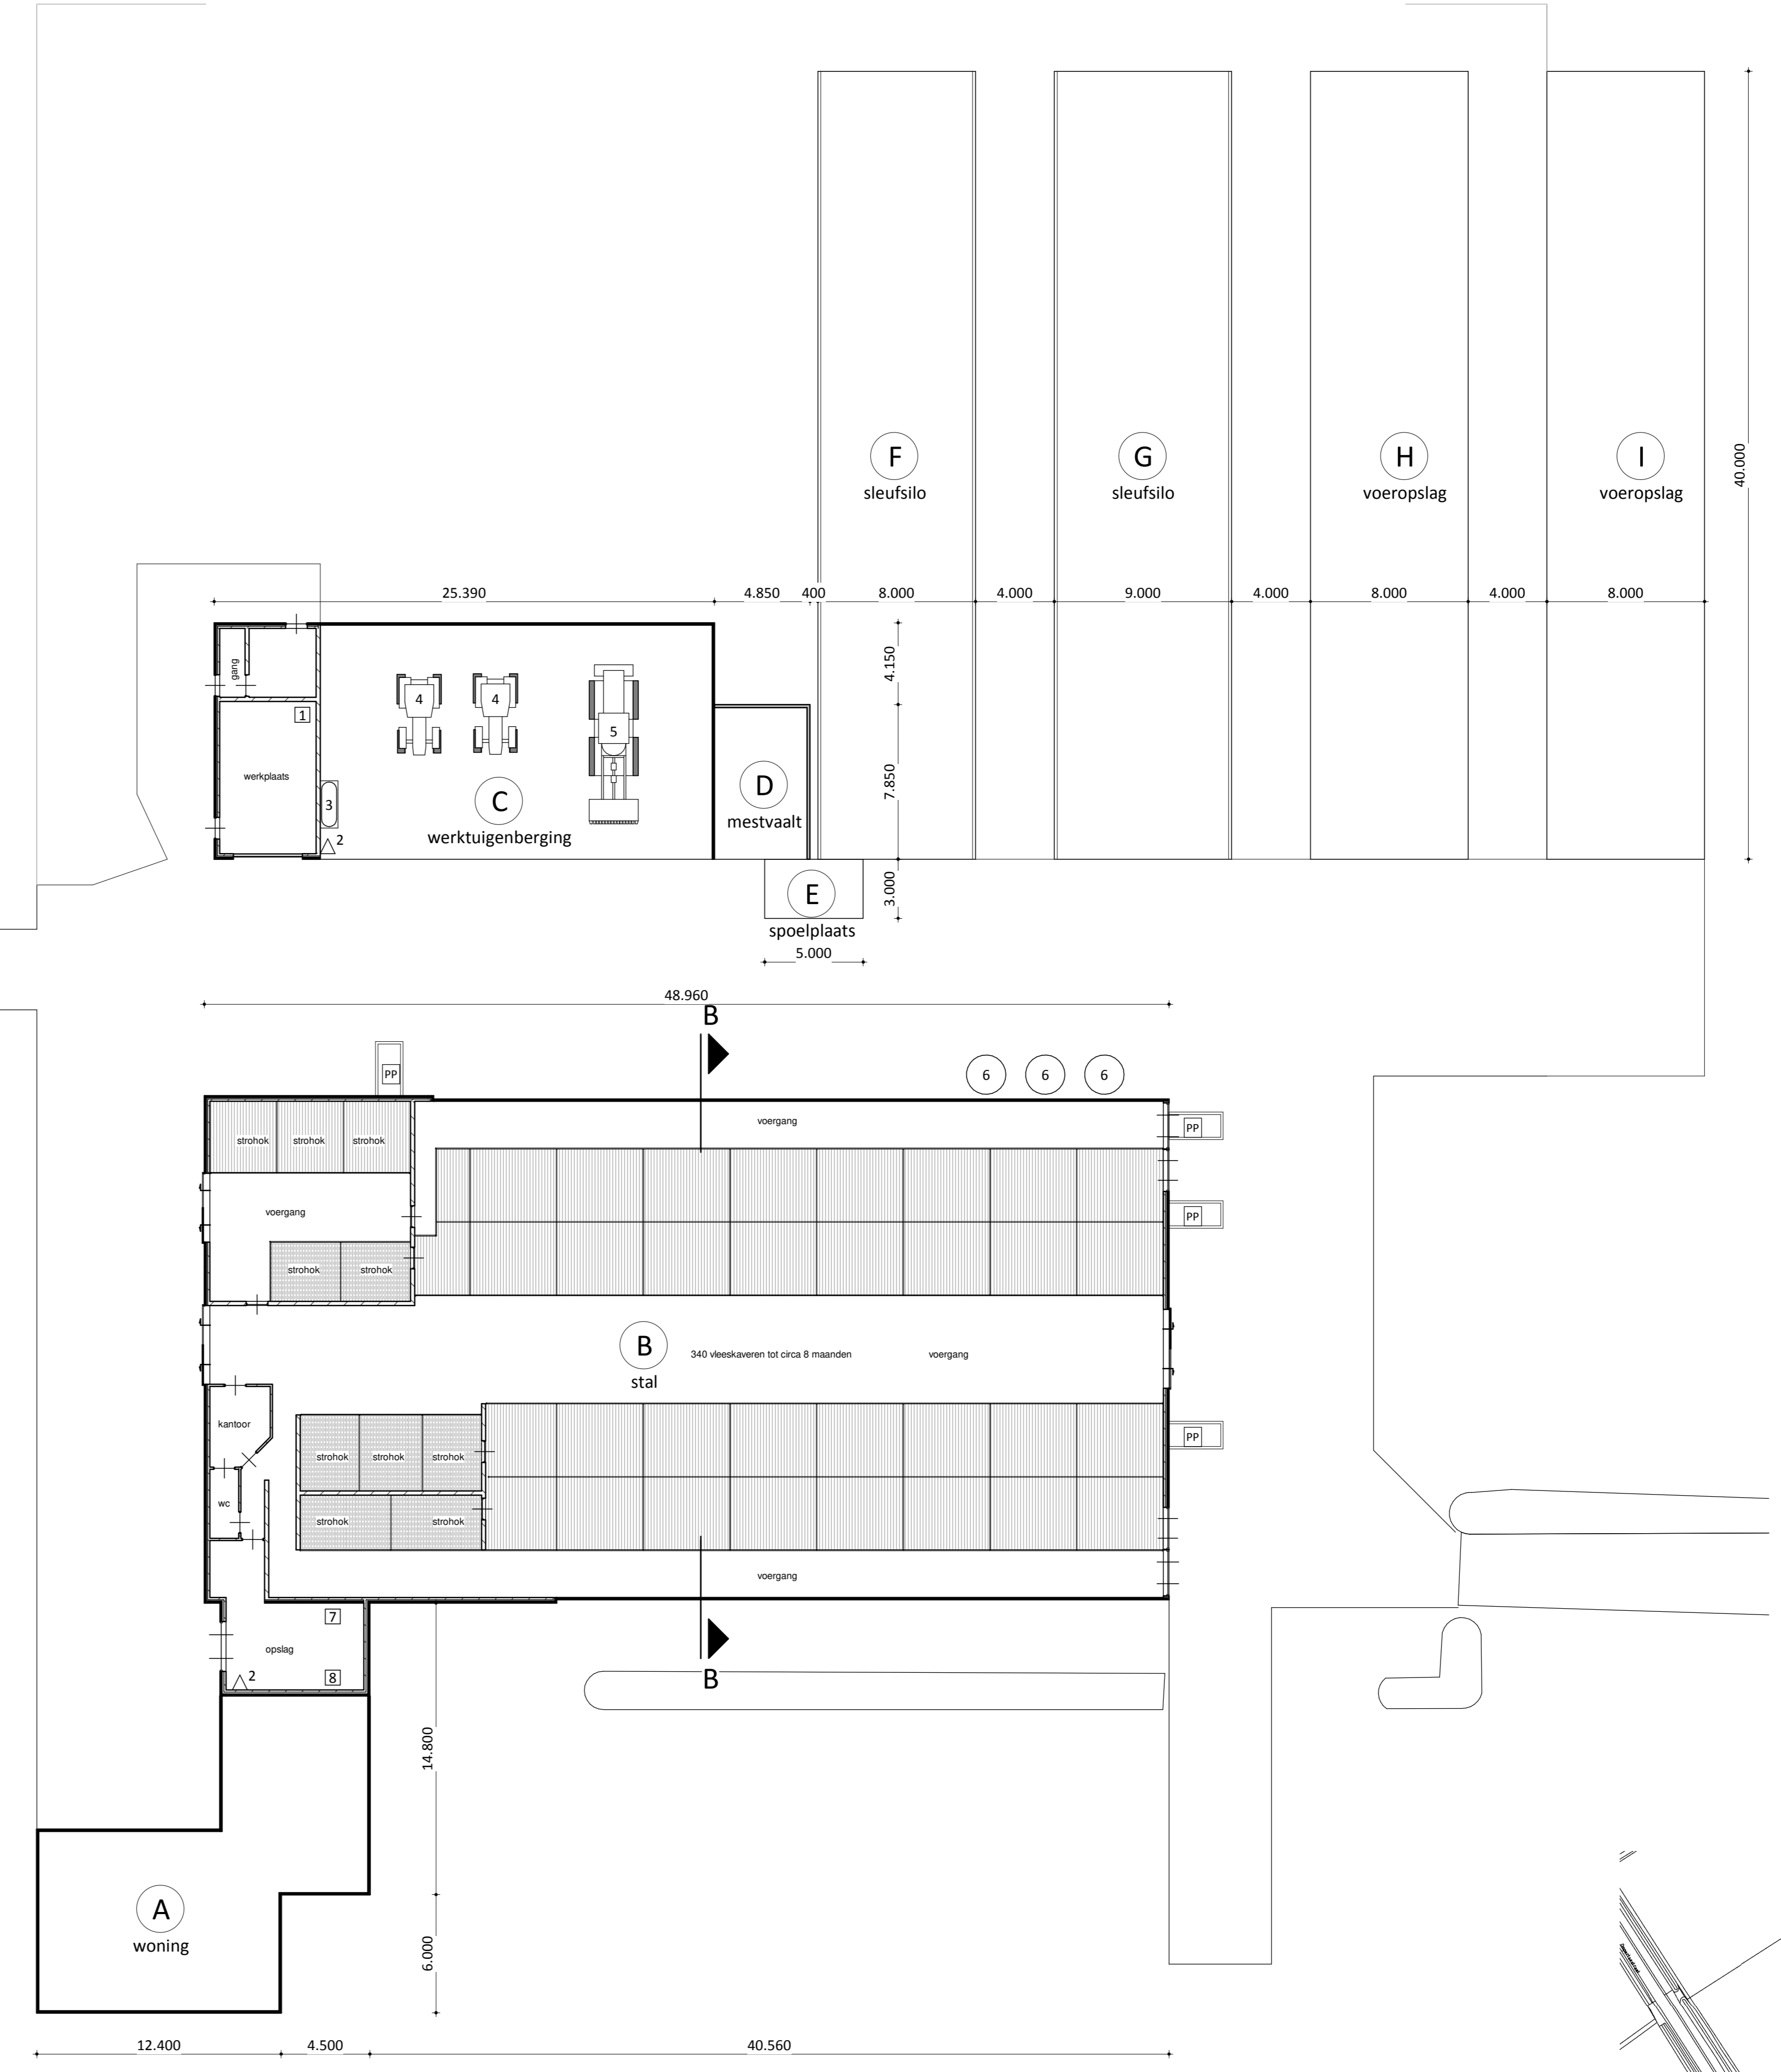 F
G
H
I
sleufsilo
sleufsilo
voeropslag
voeropslag
40.000
25.390
4.850
400
8.000
4.000
9.000
4.000
8.000
4.000
8.000
gang
4.150
1
4
4
5
werkplaats
3
C
D
7.850
2
werktuigenberging
mestvaalt
E
3.000
spoelplaats
5.000
48.960
B
PP
6
6
6
voergang
PP
strohok
strohok
strohok
voergang
PP
strohok
strohok
B
340 vleeskaveren tot circa 8 maanden
voergang
stal
kantoor
PP
strohok
strohok
strohok
wc
strohok
strohok
voergang
7
opslag
2
8
B
14.800
A
woning
6.000
12.400
4.500
40.560